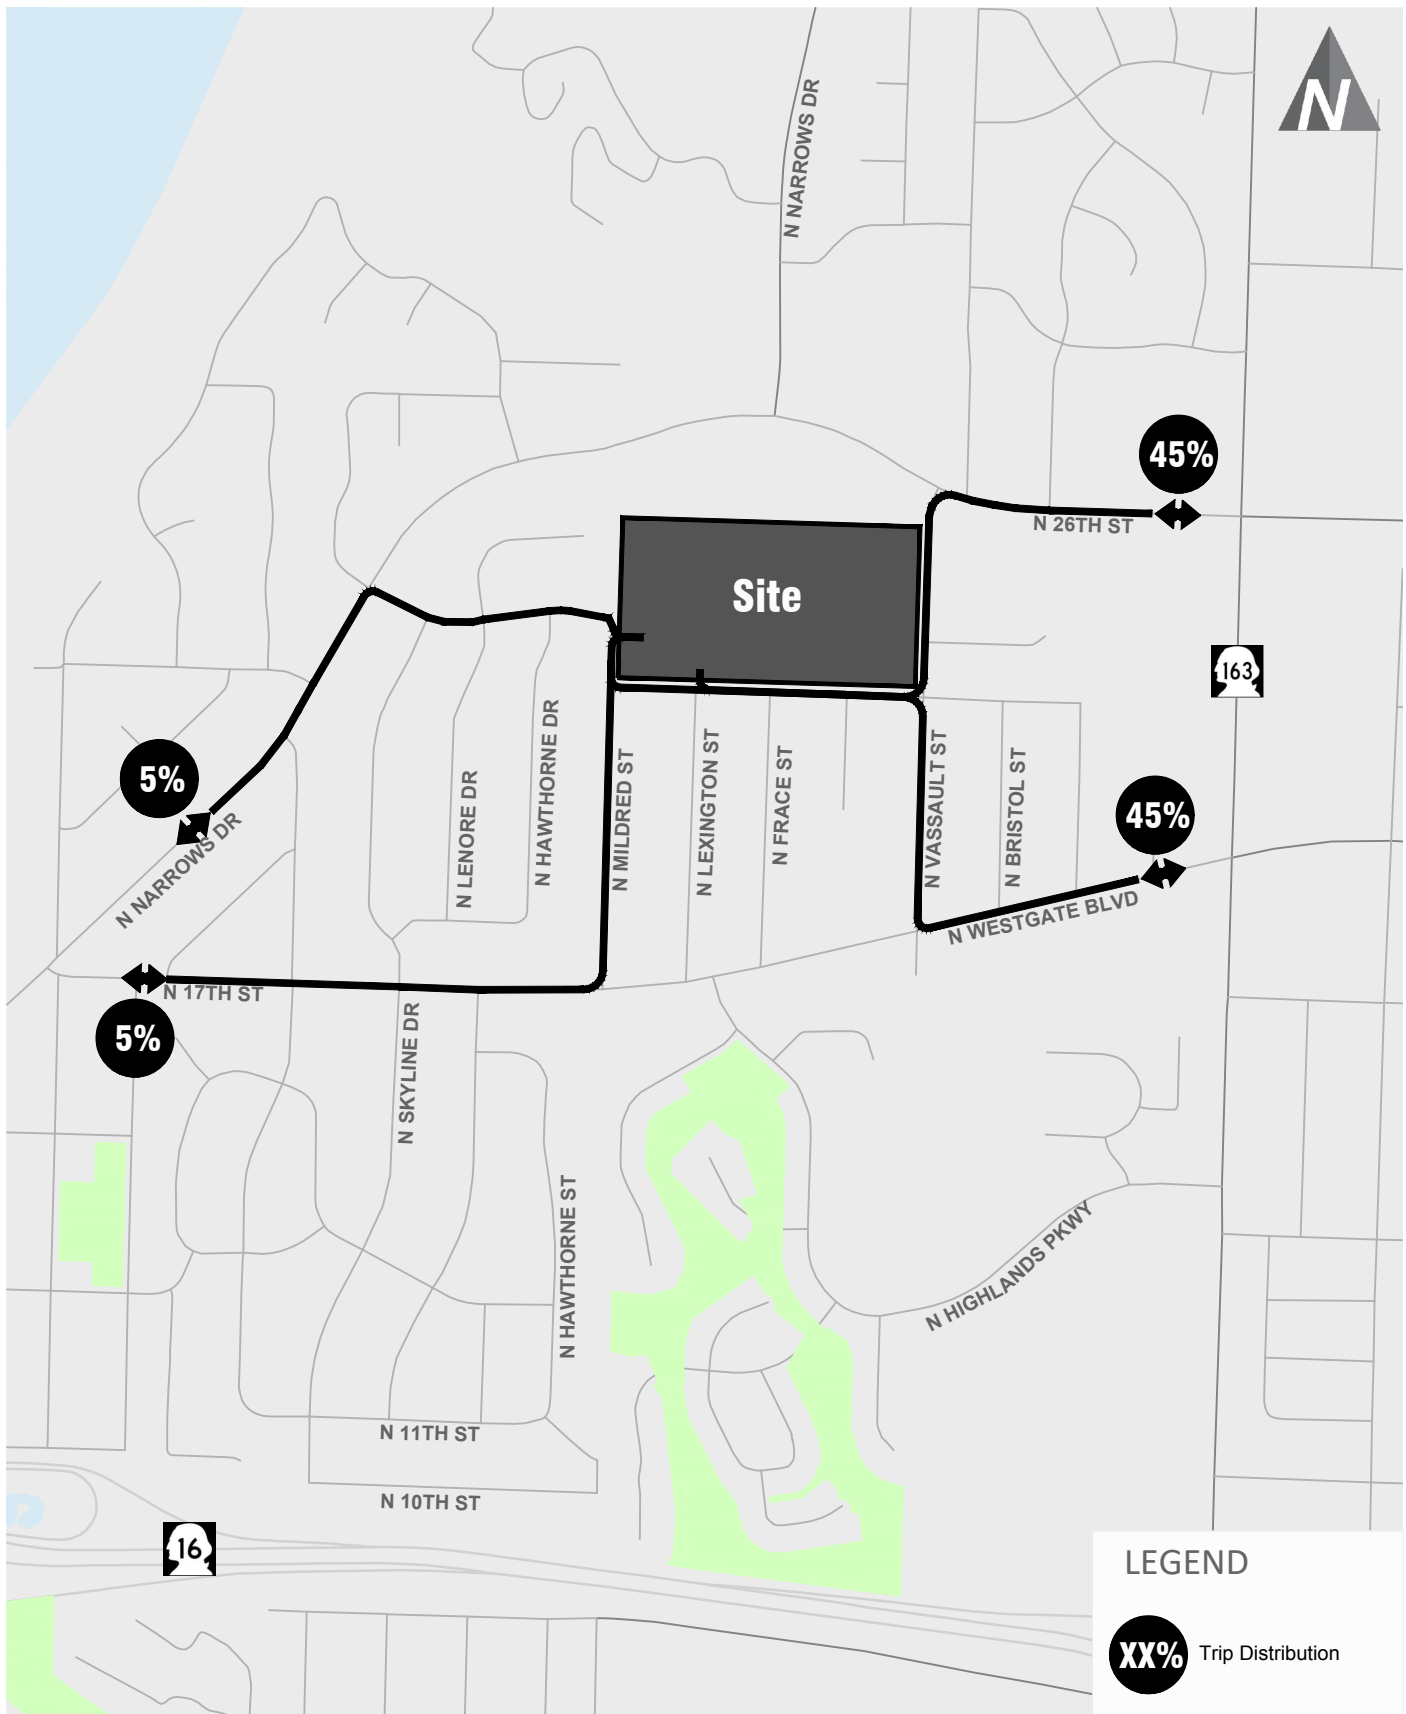 N
N NARROWS DR
45%
N 26TH ST
Site
163
5%
N NARROWS DR
N LENORE DR
N HAWTHORNE DR
N MILDRED ST
N LEXINGTON ST
N FRACE ST
N VASSAULT ST
N BRISTOL ST
45%
N WESTGATE BLVD
N 17TH ST
5%
N SKYLINE DR
N HAWTHORNE ST
N HIGHLANDS PKWY
N 11TH ST
N 10TH ST
16
LEGEND
XX% Trip Distribution